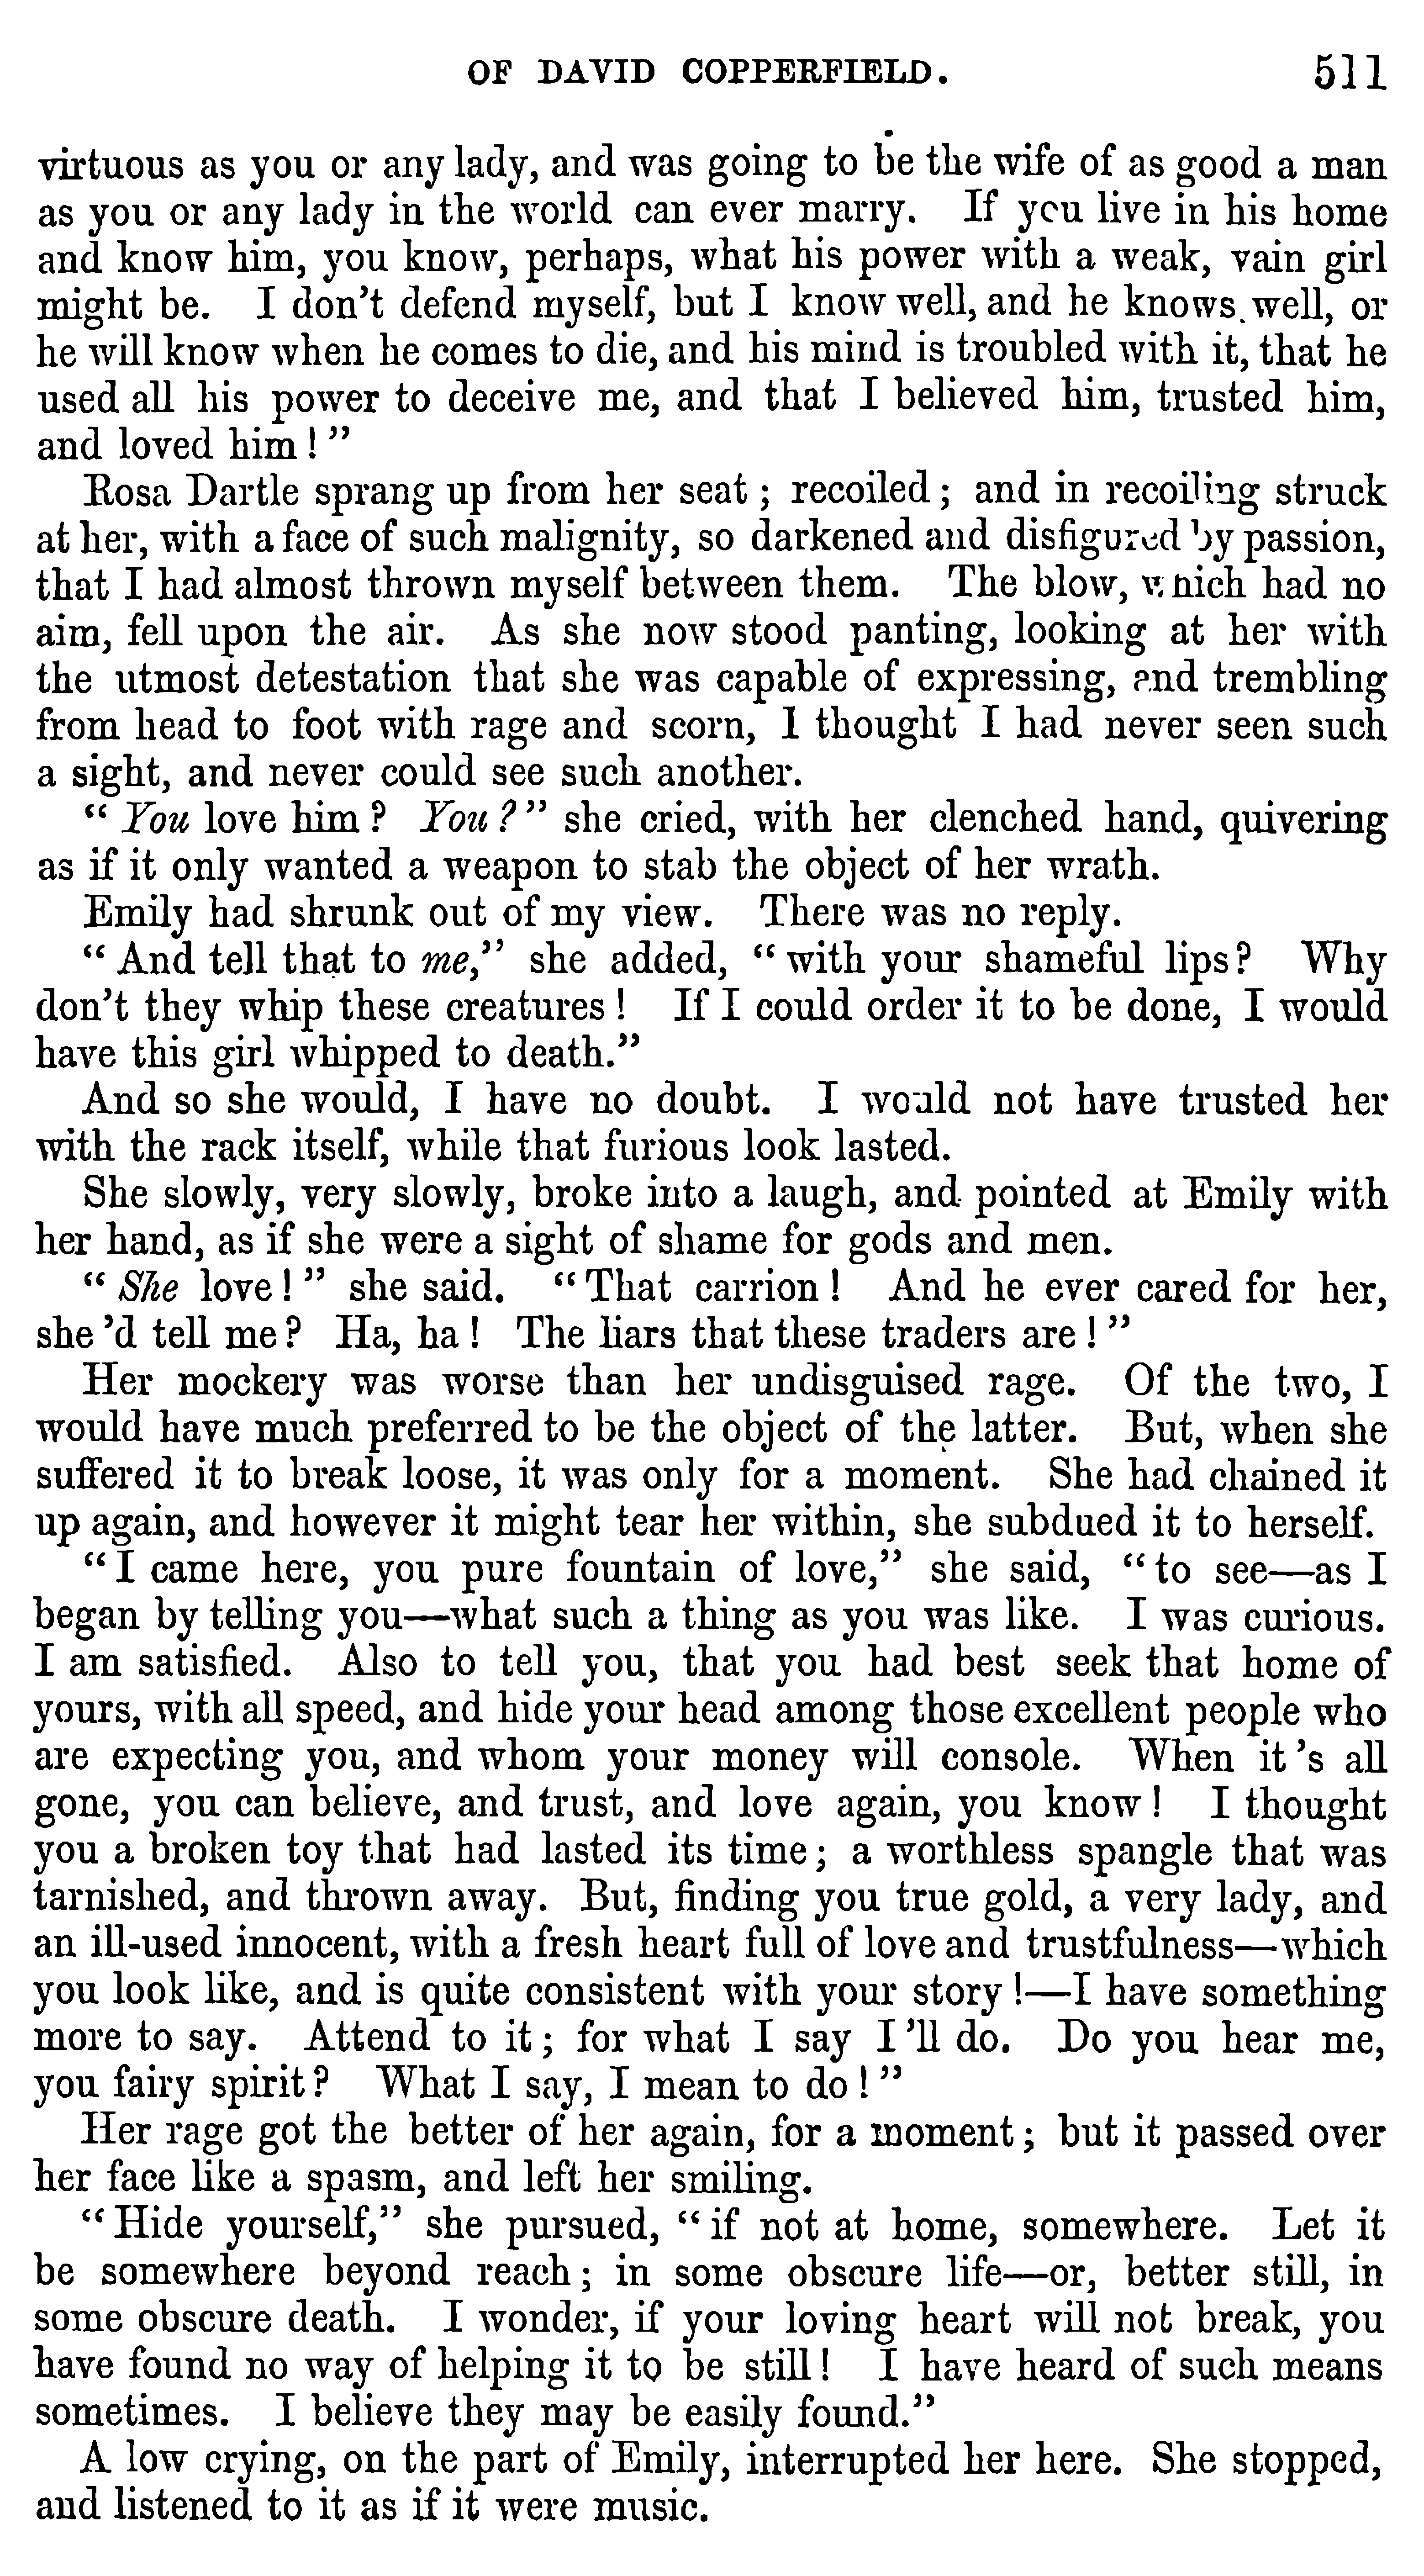 OF DAVID COPPERFIELD. 511
virtuous as you or any lady, and was going to be the wife of as good a man
as you or any lady in the world can ever marry. If you live in his home
and know him, you know, perhaps, what his power with a weak, vain girl
might be. I don't defend myself, but I know well, and he knows well, or
he will know when he comes to die, and his mind is troubled with it, that he
used all his power to deceive me, and that I believed him, trusted him,
and loved him!”
Rosa Dartle sprang up from her seat; recoiled; and in recoiling struck
at her, with a face of such malignity, so darkened and disfigured by passion,
that I had almost thrown myself between them. The blow, which had no
aim, fell upon the air. As she now stood panting, looking at her with
the utmost detestation that she was capable of expressing, and trembling
from head to foot with rage and scorn, I thought I had never seen such
a sight, and never could see such another.
“You love him? You?” she cried, with her clenched hand, quivering
as if it only wanted a weapon to stab the object of her wrath.
Emily had shrunk out of my view. There was no reply.
“And tell that to me,” she added, “with your shameful lips? Why
don't they whip these creatures! If I could order it to be done, I would
have this girl whipped to death.”
And so she would, I have no doubt. I would not have trusted her
with the rack itself, while that furious look lasted.
She slowly, very slowly, broke into a laugh, and pointed at Emily with
her hand, as if she were a sight of shame for gods and men.
“She love!” she said. “That carrion! And he ever cared for her,
she 'd tell me? Ha, ha! The liars that these traders are!”
Her mockery was worse than her undisguised rage. Of the two, I
would have much preferred to be the object of the latter. But, when she
suffered it to break loose, it was only for a moment. She had chained it
up again, and however it might tear her within, she subdued it to herself.
“I came here, you pure fountain of love,” she said, “to see—as I
began by telling you—what such a thing as you was like. I was curious.
I am satisfied. Also to tell you, that you had best seek that home of
yours, with all speed, and hide your head among those excellent people who
are expecting you, and whom your money will console. When it 's all
gone, you can believe, and trust, and love again, you know! I thought
you a broken toy that had lasted its time; a worthless spangle that was
tarnished, and thrown away. But, finding you true gold, a very lady, and
an ill-used innocent, with a fresh heart full of love and trustfulness—which
you look like, and is quite consistent with your story!—I have something
more to say. Attend to it; for what I say I 'll do. Do you hear me,
you fairy spirit? What I say, I mean to do!”
Her rage got the better of her again, for a moment; but it passed over
her face like a spasm, and left her smiling.
“Hide yourself,” she pursued, “if not at home, somewhere. Let it
be somewhere beyond reach; in some obscure life—or, better still, in
some obscure death. I wonder, if your loving heart will not break, you
have found no way of helping it to be still! I have heard of such means
sometimes. I believe they may be easily found.”
A low crying, on the part of Emily, interrupted her here. She stopped,
and listened to it as if it were music.